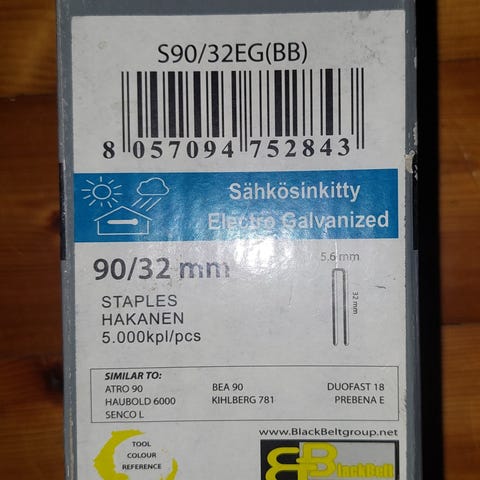 S90/32EG(BB)
8 057094 752843
Sähkösinkitty
Electro Galvanized
90/32 mm
5.6 mm
32 mm
STAPLES
HAKANEN
5.000kpl/pcs
SIMILAR TO:
ATRO 90 BEA 90 DUOFAST 18
HAUBOLD 6000 KIHLBERG 781 PREBENA E
SENCO L
www.BlackBeltgroup.net
TOOL
COLOUR
REFERENCE
BlackBelt